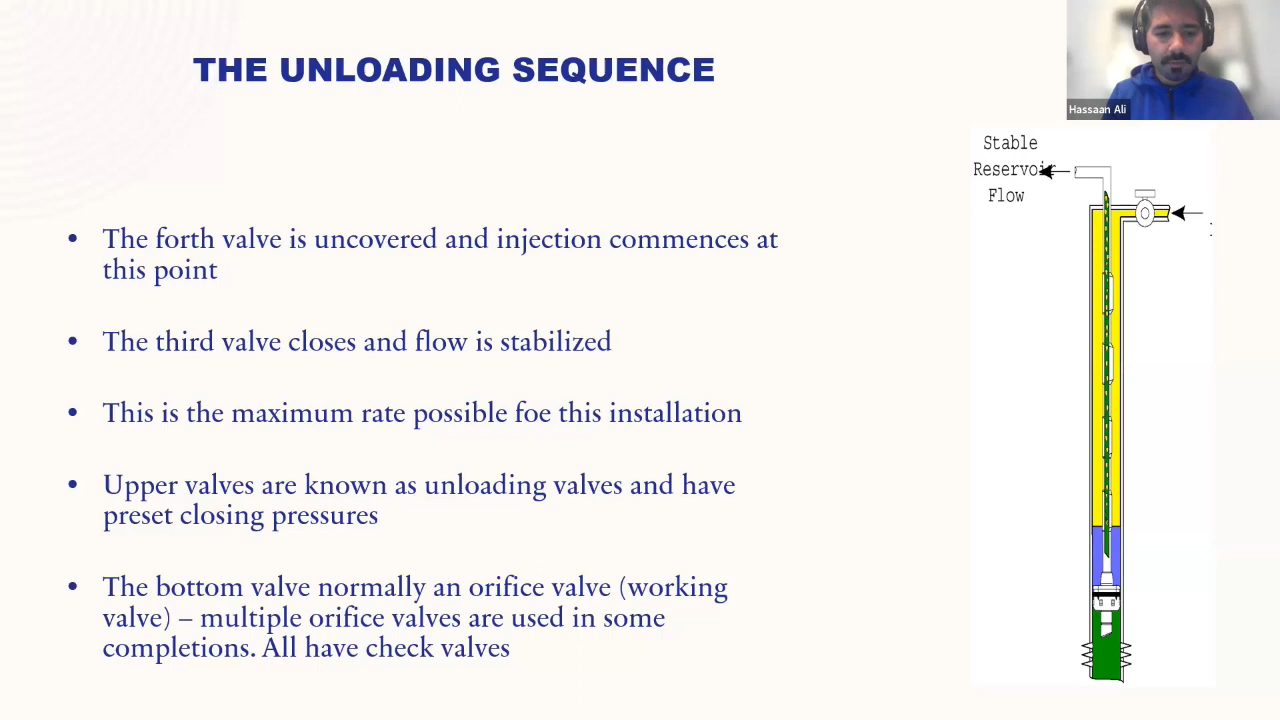 THE UNLOADING SEQUENCE
Hassaan Ali
Stable
Reservoir
Flow
• The forth valve is uncovered and injection commences at
this point
• The third valve closes and flow is stabilized
• This is the maximum rate possible foe this installation
• Upper valves are known as unloading valves and have
preset closing pressures
• The bottom valve normally an orifice valve (working
valve) – multiple orifice valves are used in some
completions. All have check valves